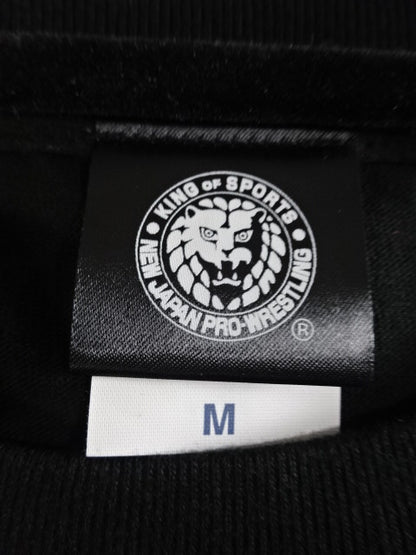 KING OF SPORTS
NEW JAPAN PRO-WRESTLING
®
M